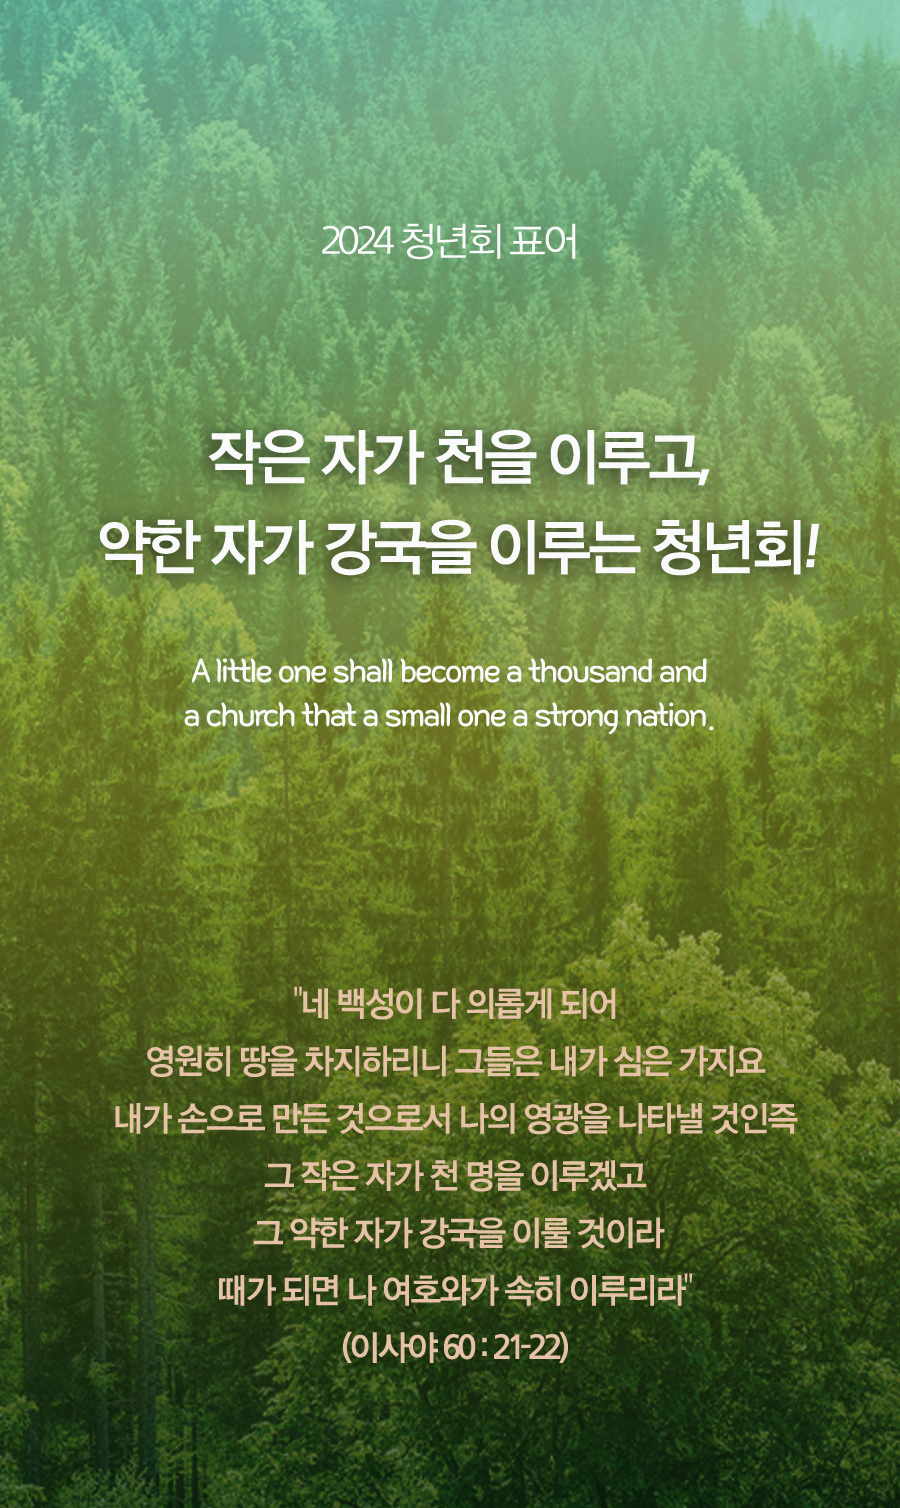 2024 청년회 표어
작은 자가 천을 이루고,
약한 자가 강국을 이루는 청년회!
A little one shall become a thousand and
a church that a small one a strong nation.
"네 백성이 다 의롭게 되어
영원히 땅을 차지하리니 그들은 내가 심은 가지요
내가 손으로 만든 것으로서 나의 영광을 나타낼 것인즉
그 작은 자가 천 명을 이루겠고
그 약한 자가 강국을 이룰 것이라
때가 되면 나 여호와가 속히 이루리라"
(이사야 60 : 21-22)